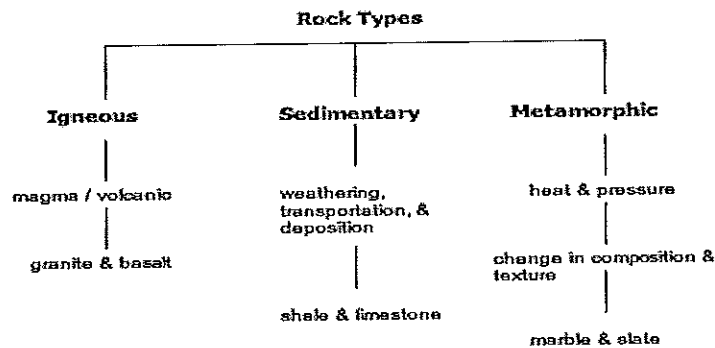 Rock Types
Igneous
Sedimentary
Metamorphic
magma / volcanic
granite & basalt
weathering,
transportation, &
deposition
shale & limestone
heat & pressure
change in composition &
texture
marble & slate